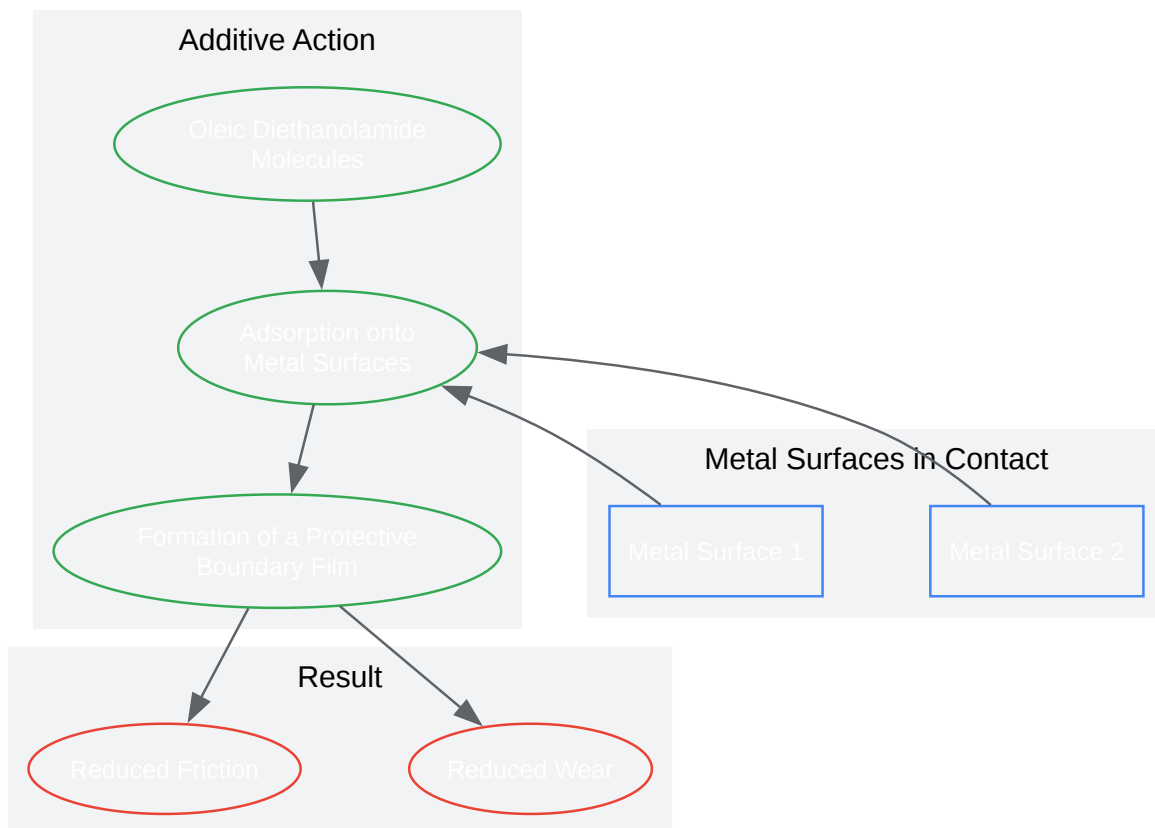 Additive Action
Oleic Diethanolamide
Molecules
Adsorption onto
Metal Surfaces
Metal Surfaces in Contact
Formation of a Protective
Boundary Film
Metal Surface 1
Metal Surface 2
Result
Reduced Friction
Reduced Wear